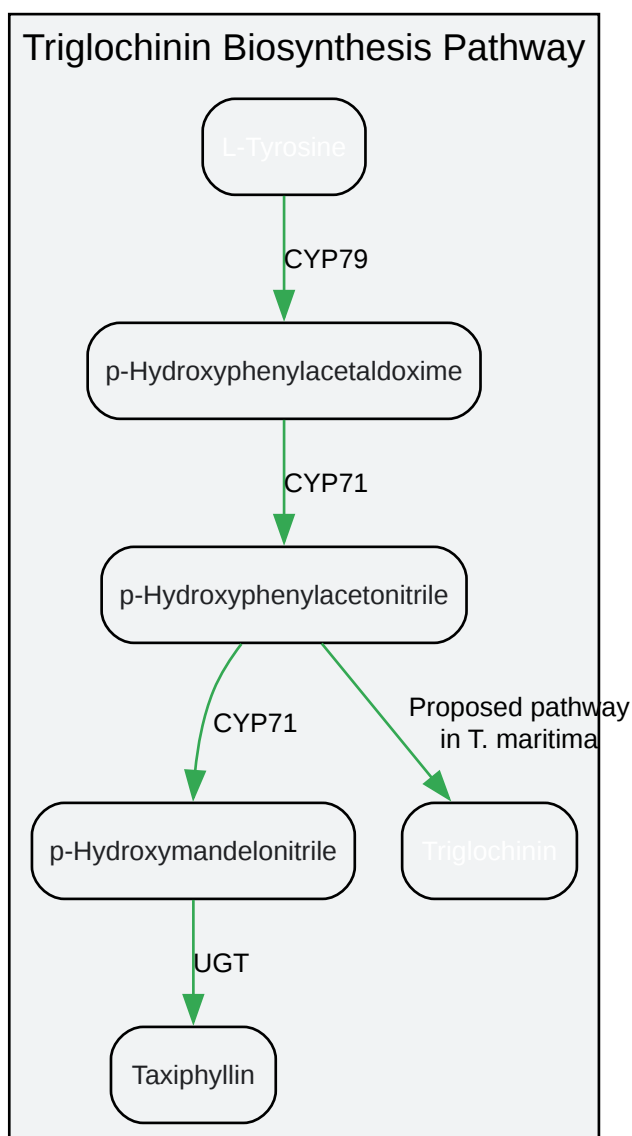 Triglochinin Biosynthesis Pathway
L-Tyrosine
CYP79
p-Hydroxyphenylacetaldoxime
CYP71
p-Hydroxyphenylacetonitrile
CYP71
Proposed pathway
in T. maritima
p-Hydroxymandelonitrile
Triglochinin
UGT
Taxiphyllin